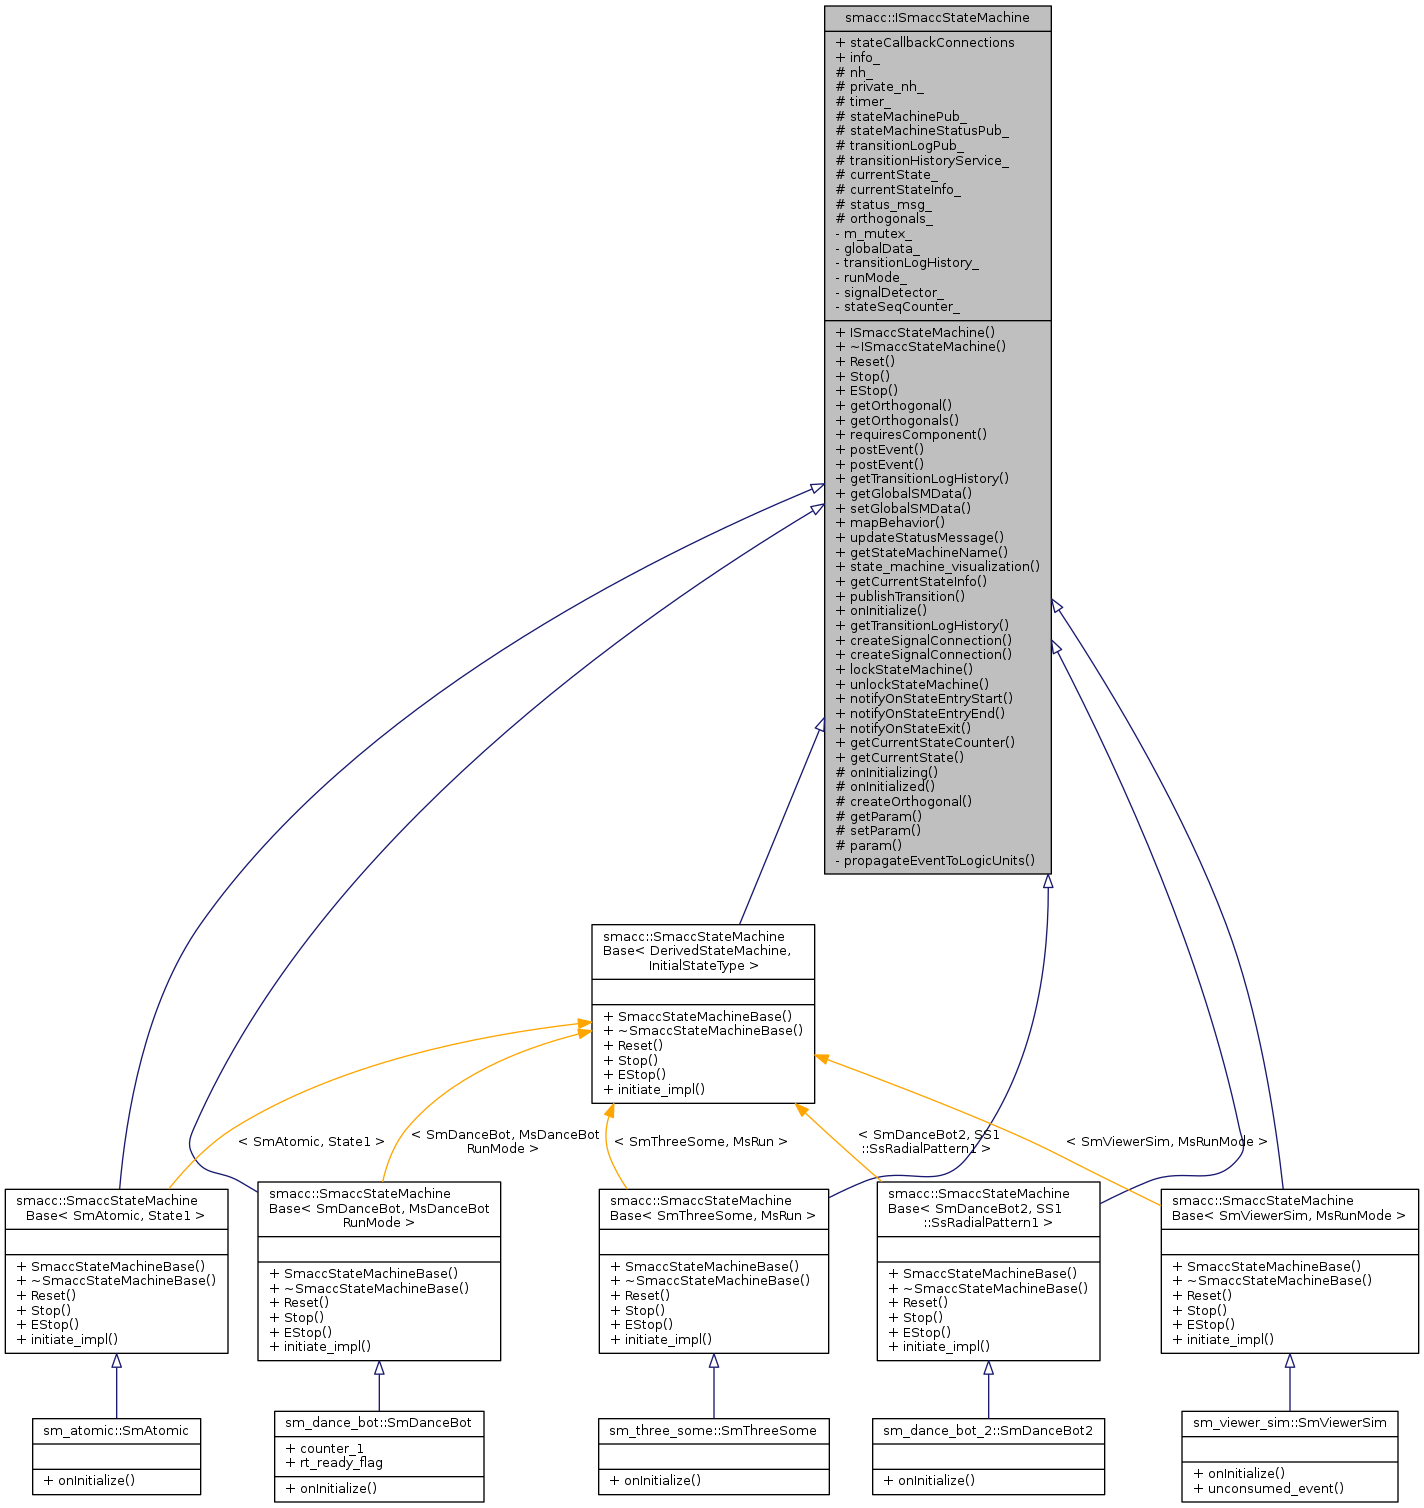 smacc::ISmaccStateMachine
+ stateCallbackConnections
+ info_
# nh_
# private_nh_
# timer_
# stateMachinePub_
# stateMachineStatusPub_
# transitionLogPub_
# transitionHistoryService_
# currentState_
# currentStateInfo_
# status_msg_
# orthogonals_
- m_mutex_
- globalData_
- transitionLogHistory_
- runMode_
- signalDetector_
- stateSeqCounter_
+ ISmaccStateMachine()
+ ~ISmaccStateMachine()
+ Reset()
+ Stop()
+ EStop()
+ getOrthogonal()
+ getOrthogonals()
+ requiresComponent()
+ postEvent()
+ postEvent()
+ getTransitionLogHistory()
+ getGlobalSMData()
+ setGlobalSMData()
+ mapBehavior()
+ updateStatusMessage()
+ getStateMachineName()
+ state_machine_visualization()
+ getCurrentStateInfo()
+ publishTransition()
+ onInitialize()
+ getTransitionLogHistory()
+ createSignalConnection()
+ createSignalConnection()
+ lockStateMachine()
+ unlockStateMachine()
+ notifyOnStateEntryStart()
+ notifyOnStateEntryEnd()
+ notifyOnStateExit()
+ getCurrentStateCounter()
+ getCurrentState()
# onInitializing()
# onInitialized()
# createOrthogonal()
# getParam()
# setParam()
# param()
- propagateEventToLogicUnits()
smacc::SmaccStateMachine
Base< DerivedStateMachine,
InitialStateType >
+ SmaccStateMachineBase()
+ ~SmaccStateMachineBase()
+ Reset()
+ Stop()
+ EStop()
+ initiate_impl()
< SmAtomic, State1 >
< SmDanceBot, MsDanceBot
RunMode >
< SmThreeSome, MsRun >
< SmDanceBot2, SS1
::SsRadialPattern1 >
< SmViewerSim, MsRunMode >
smacc::SmaccStateMachine
Base< SmAtomic, State1 >
+ SmaccStateMachineBase()
+ ~SmaccStateMachineBase()
+ Reset()
+ Stop()
+ EStop()
+ initiate_impl()
smacc::SmaccStateMachine
Base< SmDanceBot, MsDanceBot
RunMode >
+ SmaccStateMachineBase()
+ ~SmaccStateMachineBase()
+ Reset()
+ Stop()
+ EStop()
+ initiate_impl()
smacc::SmaccStateMachine
Base< SmThreeSome, MsRun >
+ SmaccStateMachineBase()
+ ~SmaccStateMachineBase()
+ Reset()
+ Stop()
+ EStop()
+ initiate_impl()
smacc::SmaccStateMachine
Base< SmDanceBot2, SS1
::SsRadialPattern1 >
+ SmaccStateMachineBase()
+ ~SmaccStateMachineBase()
+ Reset()
+ Stop()
+ EStop()
+ initiate_impl()
smacc::SmaccStateMachine
Base< SmViewerSim, MsRunMode >
+ SmaccStateMachineBase()
+ ~SmaccStateMachineBase()
+ Reset()
+ Stop()
+ EStop()
+ initiate_impl()
sm_atomic::SmAtomic
+ onInitialize()
sm_dance_bot::SmDanceBot
+ counter_1
+ rt_ready_flag
+ onInitialize()
sm_three_some::SmThreeSome
+ onInitialize()
sm_dance_bot_2::SmDanceBot2
+ onInitialize()
sm_viewer_sim::SmViewerSim
+ onInitialize()
+ unconsumed_event()